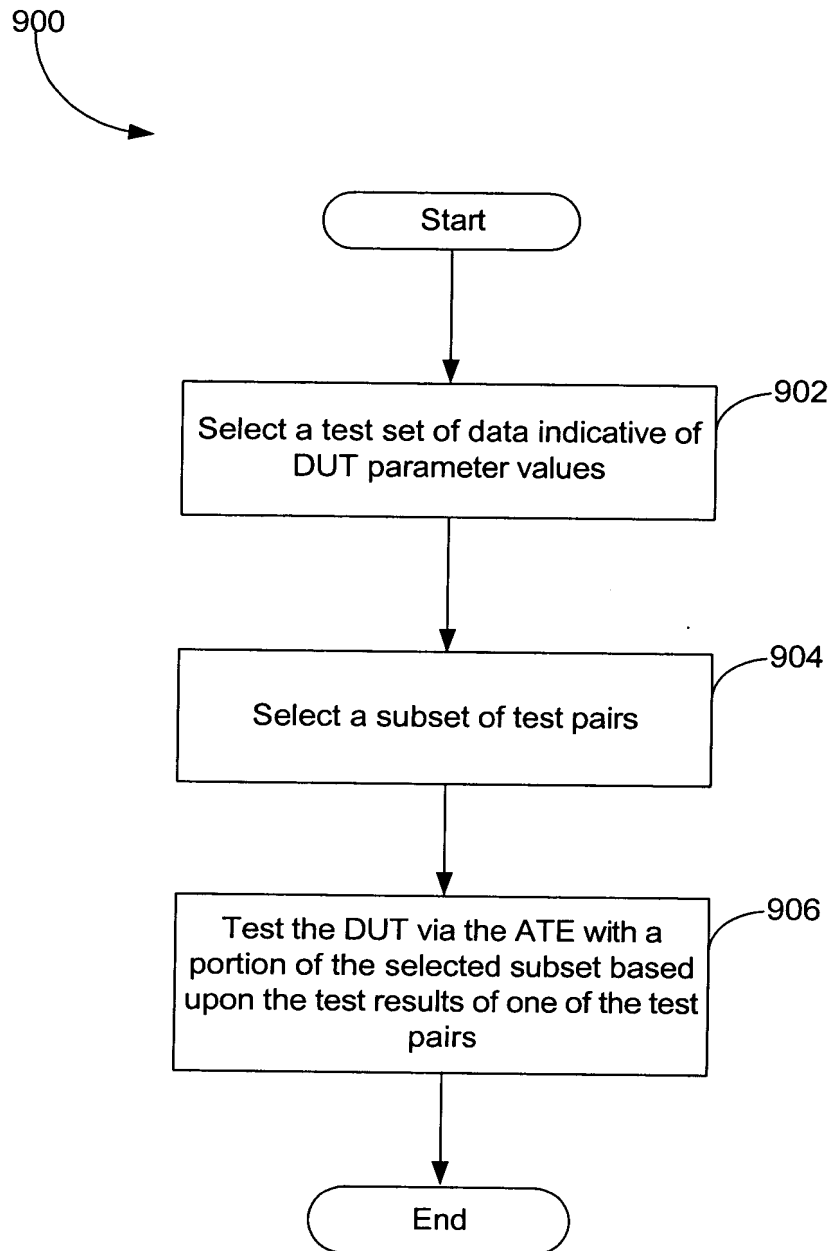 900
Start
902
Select a test set of data indicative of
DUT parameter values
904
Select a subset of test pairs
906
Test the DUT via the ATE with a
portion of the selected subset based
upon the test results of one of the test
pairs
End